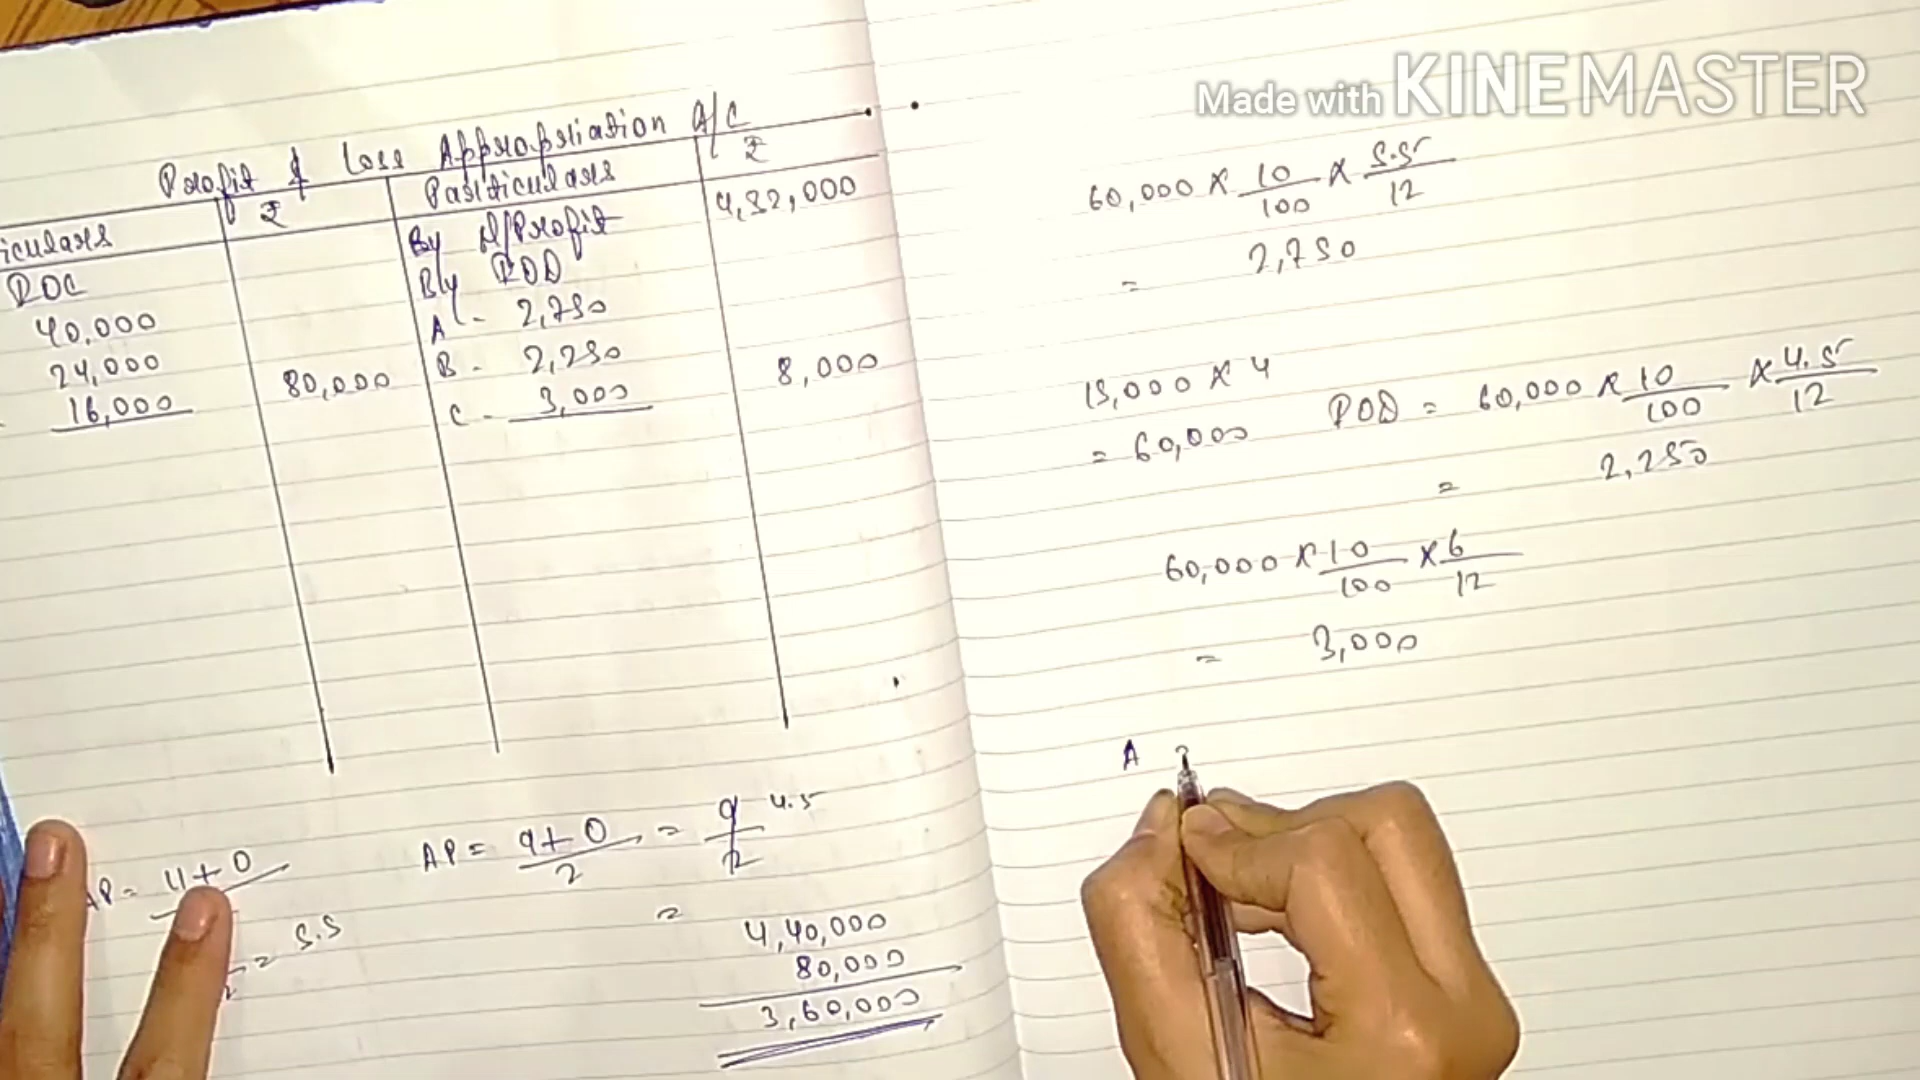 Made with KINEMASTER
Profit & Loss Appropriation A/C
iculars ₹ Particulars ₹
By N/Profit 4,32,000
IOC By IOD
40,000 A - 2,750
24,000 B - 2,250
16,000 80,000 C - 3,000 8,000
AP = 11+0
= 5.5
AP = 9+0/2 = 9/2 4.5
=
4,40,000
80,000
3,60,000
60,000 × 10/100 × 5.5/12
= 2,750
15,000 × 4
= 60,000
IOD = 60,000 × 10/100 × 4.5/12
= 2,250
60,000 × 10/100 × 6/12
= 3,000
A